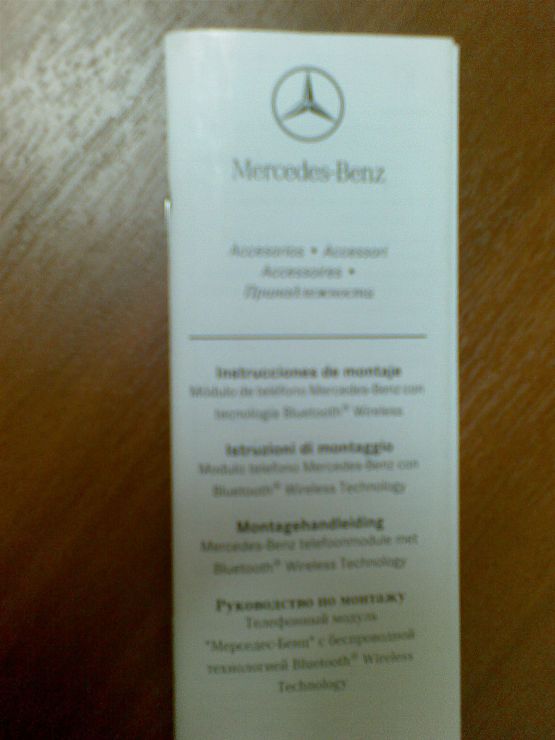 Mercedes-Benz
Accesorios • Accessori
Accessoires •
Принадлежности
Instrucciones de montaje
Módulo de teléfono Mercedes-Benz con
tecnología Bluetooth® Wireless
Istruzioni di montaggio
Modulo telefono Mercedes-Benz con
Bluetooth® Wireless Technology
Montagehandleiding
Mercedes-Benz telefoonmodule met
Bluetooth® Wireless Technology
Руководство по монтажу
Телефонный модуль
"Мерседес-Бенц" с беспроводной
технологией Bluetooth® Wireless
Technology